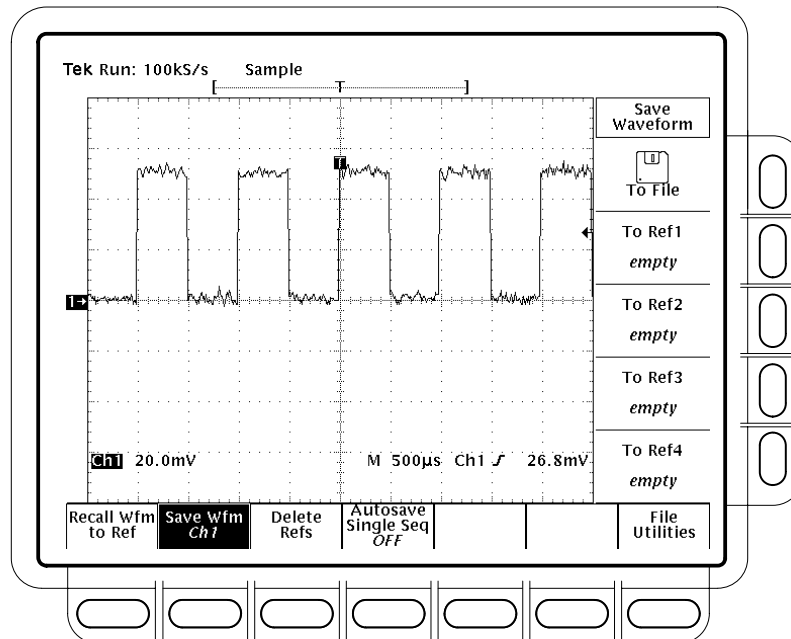 Tek Run: 100kS/s Sample
T
T
1
Ch1 20.0mV M 500µs Ch1 26.8mV
Save
Waveform
To File
To Ref1
empty
To Ref2
empty
To Ref3
empty
To Ref4
empty
Recall Wfm
to Ref
Save Wfm
Ch1
Delete
Refs
Autosave
Single Seq
OFF
File
Utilities